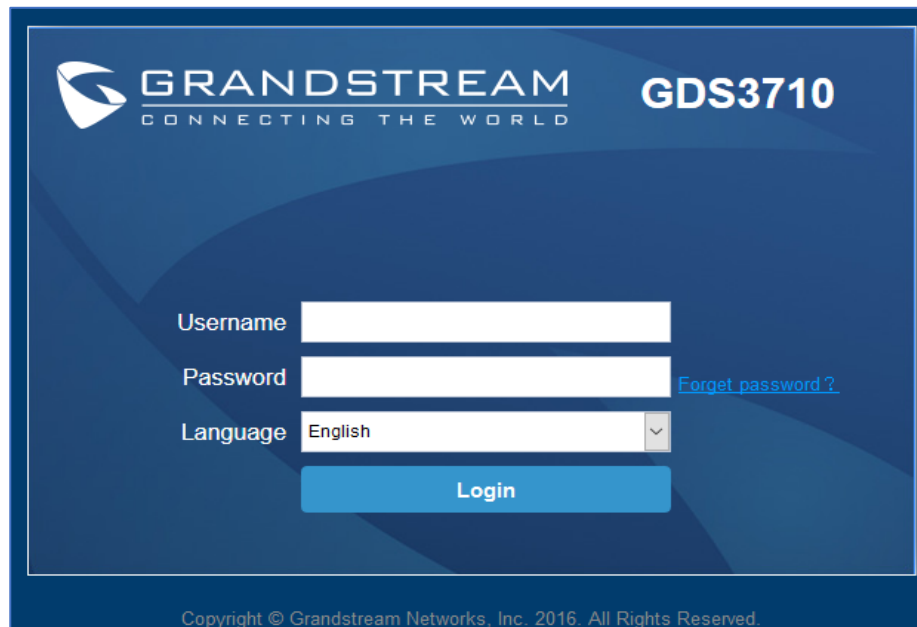 GRANDSTREAM
CONNECTING THE WORLD
GDS3710
Username
Password
Forget password?
Language English
Login
Copyright © Grandstream Networks, Inc. 2016. All Rights Reserved.